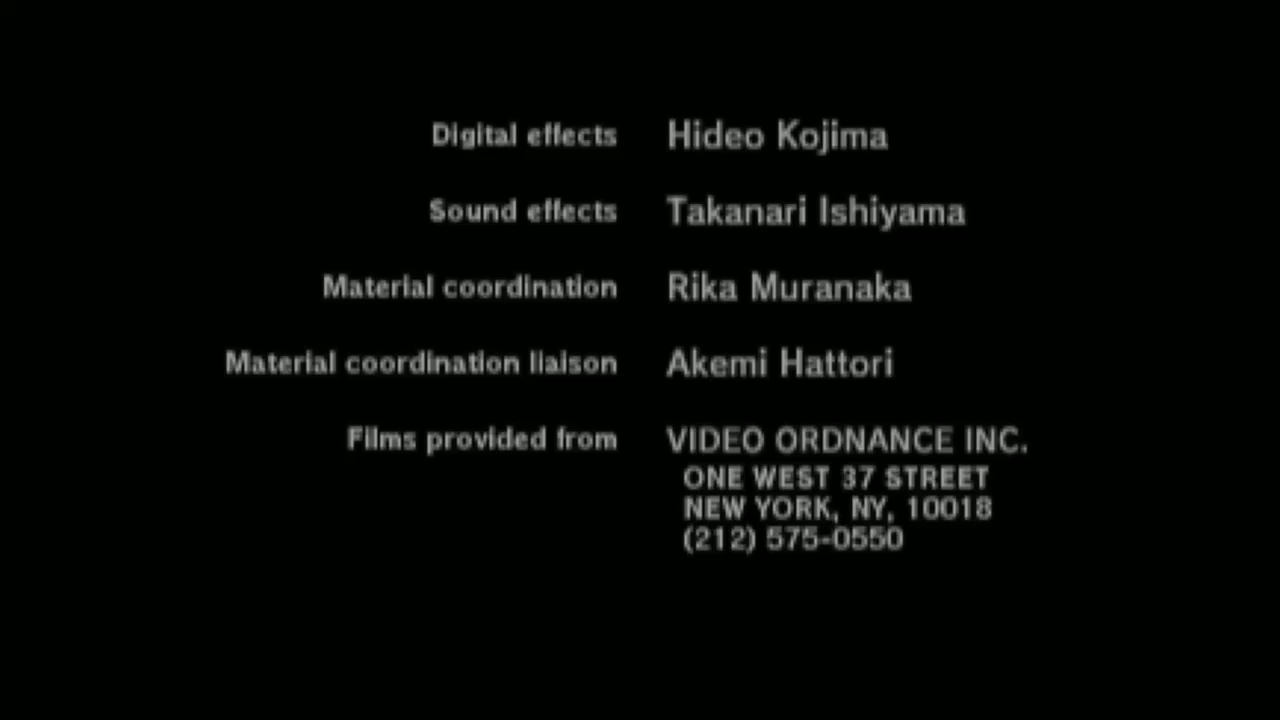 Digital effects Hideo Kojima
Sound effects Takanari Ishiyama
Material coordination Rika Muranaka
Material coordination liaison Akemi Hattori
Films provided from VIDEO ORDNANCE INC.
ONE WEST 37 STREET
NEW YORK, NY, 10018
(212) 575-0550